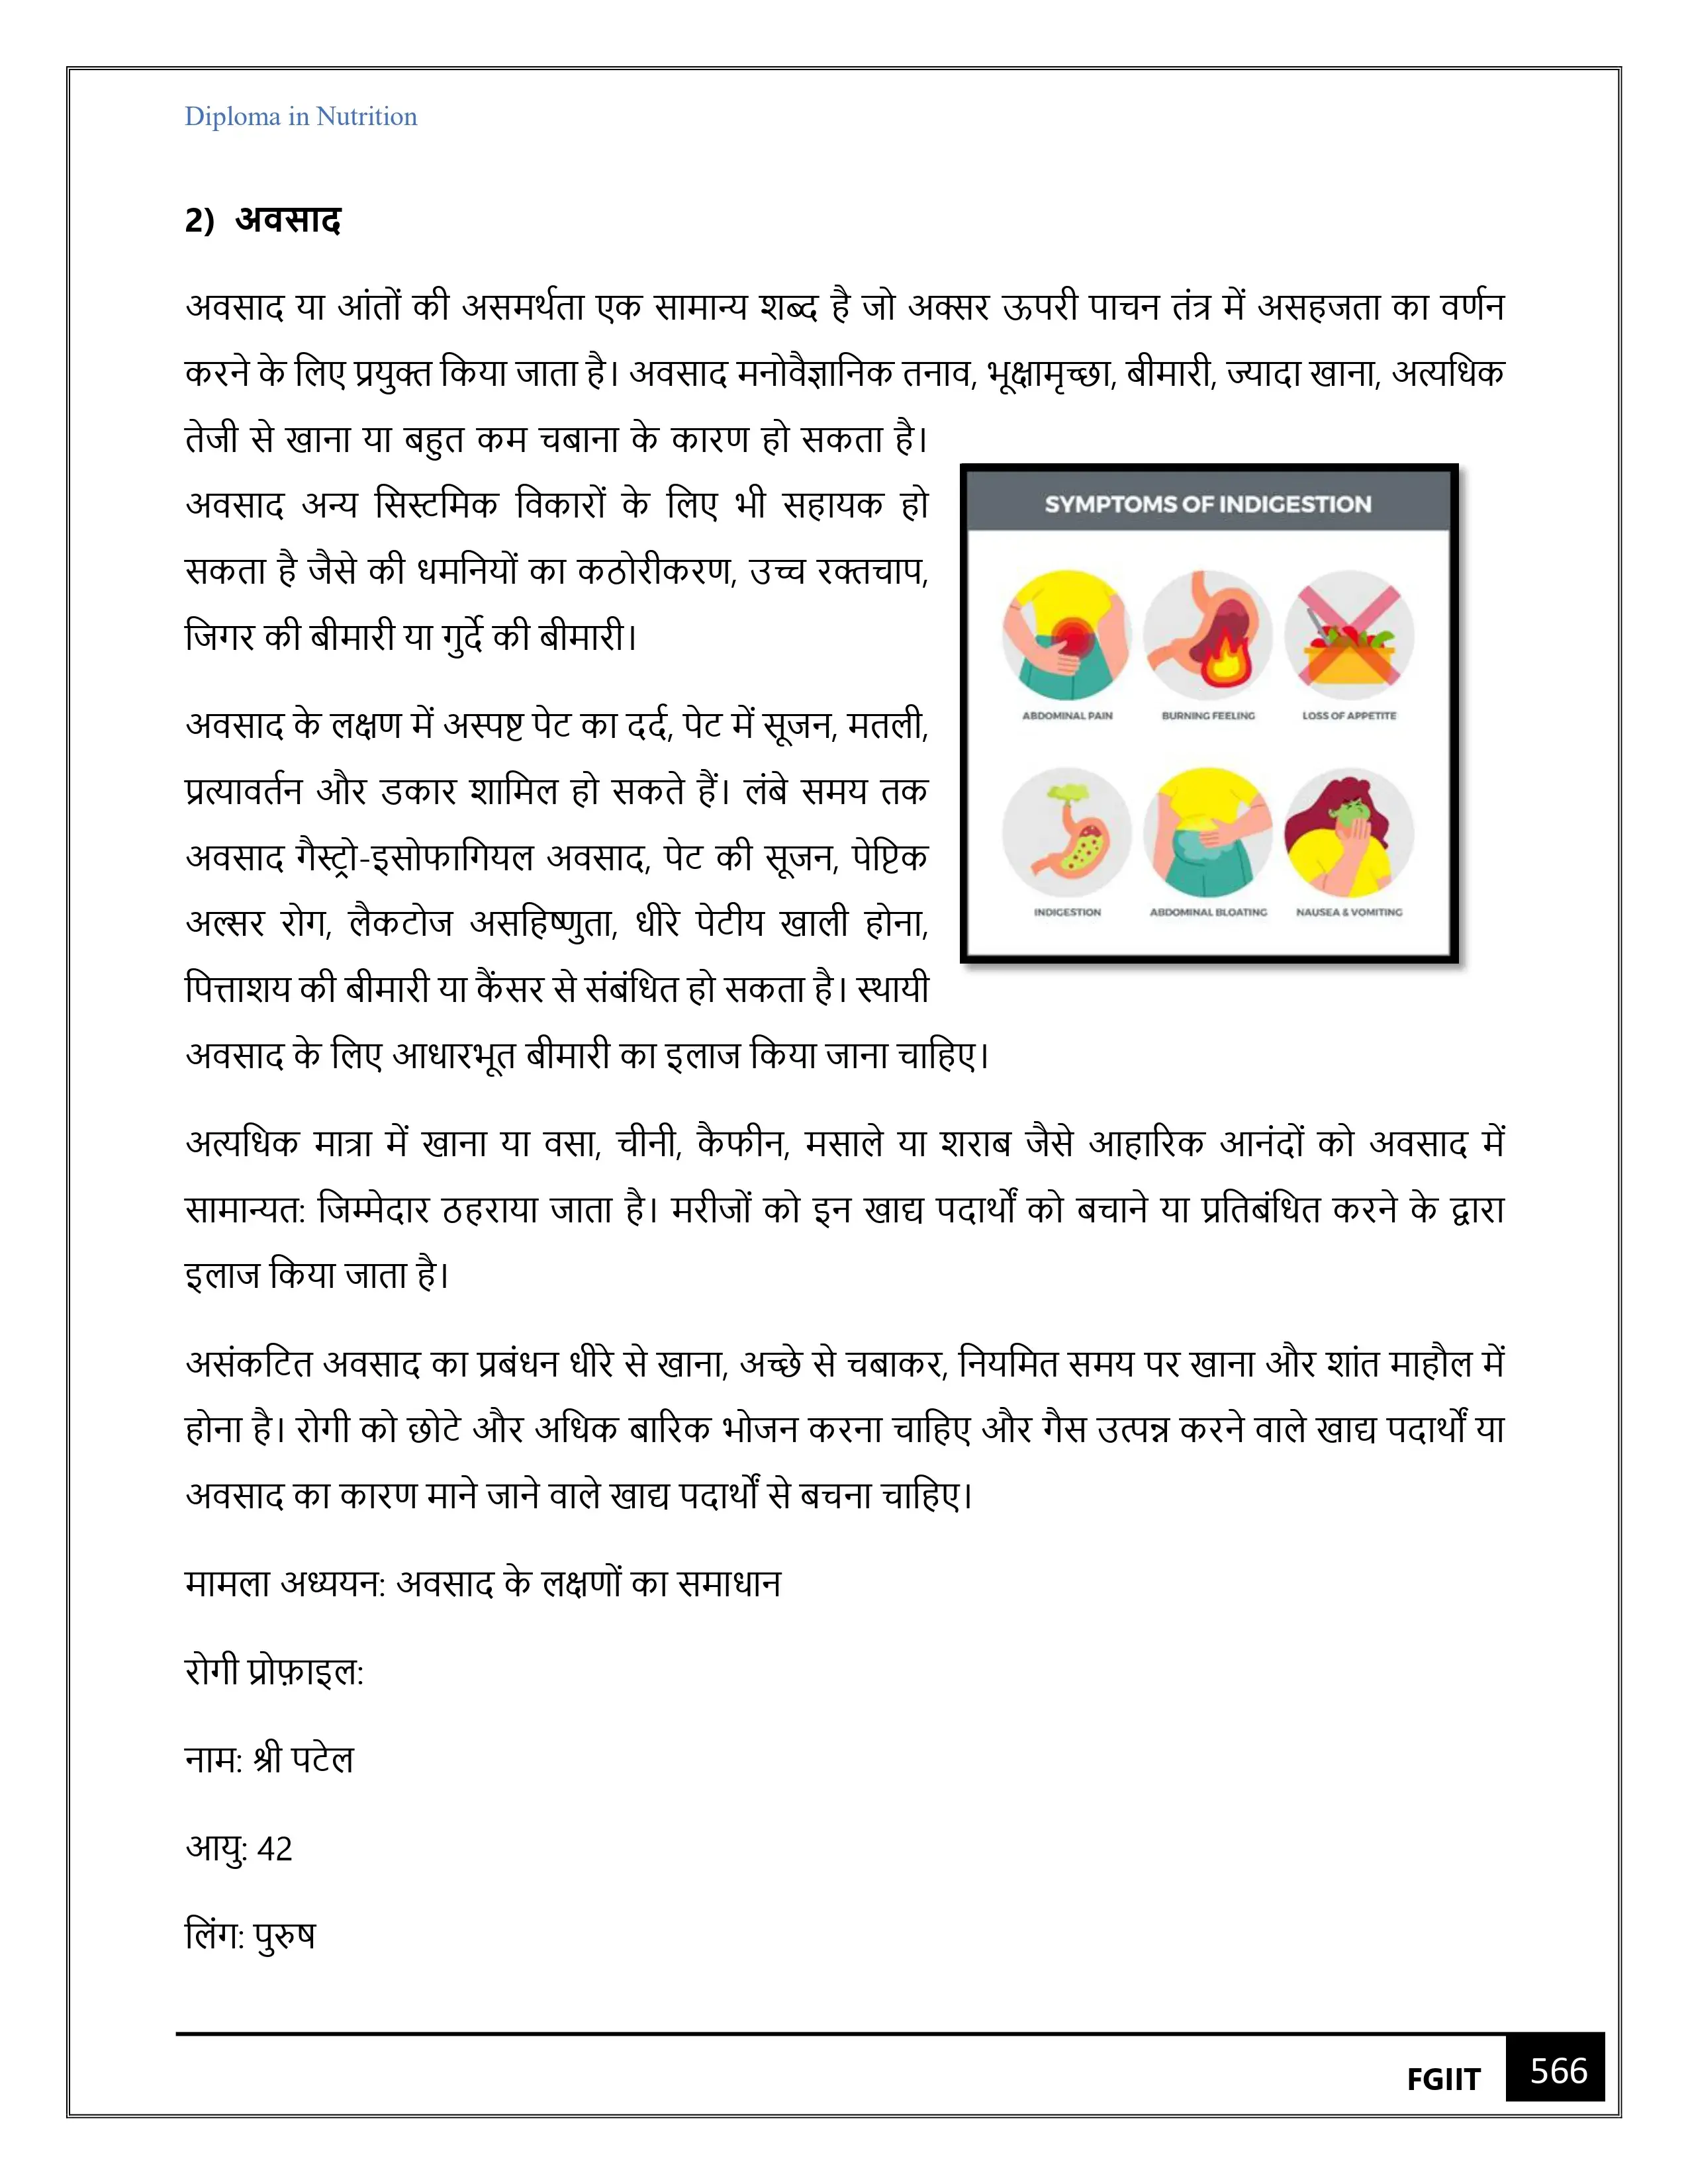 Diploma in Nutrition
2) अवसाद
अवसाद या आंतों की असमर्थता एक सामान्य शब्द है जो अक्सर ऊपरी पाचन तंत्र में असहजता का वर्णन
करने के लिए प्रयुक्त किया जाता है। अवसाद मनोवैज्ञानिक तनाव, भूक्षामृच्छा, बीमारी, ज्यादा खाना, अत्यधिक
तेजी से खाना या बहुत कम चबाना के कारण हो सकता है।
अवसाद अन्य सिस्टमिक विकारों के लिए भी सहायक हो
सकता है जैसे की धमनियों का कठोरीकरण, उच्च रक्तचाप,
जिगर की बीमारी या गुर्दे की बीमारी।
अवसाद के लक्षण में अस्पष्ट पेट का दर्द, पेट में सूजन, मतली,
प्रत्यावर्तन और डकार शामिल हो सकते हैं। लंबे समय तक
अवसाद गैस्ट्रो-इसोफागियल अवसाद, पेट की सूजन, पेप्टिक
अल्सर रोग, लैकटोज असहिष्णुता, धीरे पेटीय खाली होना,
पित्ताशय की बीमारी या कैंसर से संबंधित हो सकता है। स्थायी
अवसाद के लिए आधारभूत बीमारी का इलाज किया जाना चाहिए।
SYMPTOMS OF INDIGESTION
ABDOMINAL PAIN BURNING FEELING LOSS OF APPETITE
INDIGESTION ABDOMINAL BLOATING NAUSEA & VOMITING
अत्यधिक मात्रा में खाना या वसा, चीनी, कैफीन, मसाले या शराब जैसे आहारिक आनंदों को अवसाद में
सामान्यतः जिम्मेदार ठहराया जाता है। मरीजों को इन खाद्य पदार्थों को बचाने या प्रतिबंधित करने के द्वारा
इलाज किया जाता है।
असंकटित अवसाद का प्रबंधन धीरे से खाना, अच्छे से चबाकर, नियमित समय पर खाना और शांत माहौल में
होना है। रोगी को छोटे और अधिक बारिक भोजन करना चाहिए और गैस उत्पन्न करने वाले खाद्य पदार्थों या
अवसाद का कारण माने जाने वाले खाद्य पदार्थों से बचना चाहिए।
मामला अध्ययन: अवसाद के लक्षणों का समाधान
रोगी प्रोफ़ाइल:
नाम: श्री पटेल
आयु: 42
लिंग: पुरुष
FGIIT 566